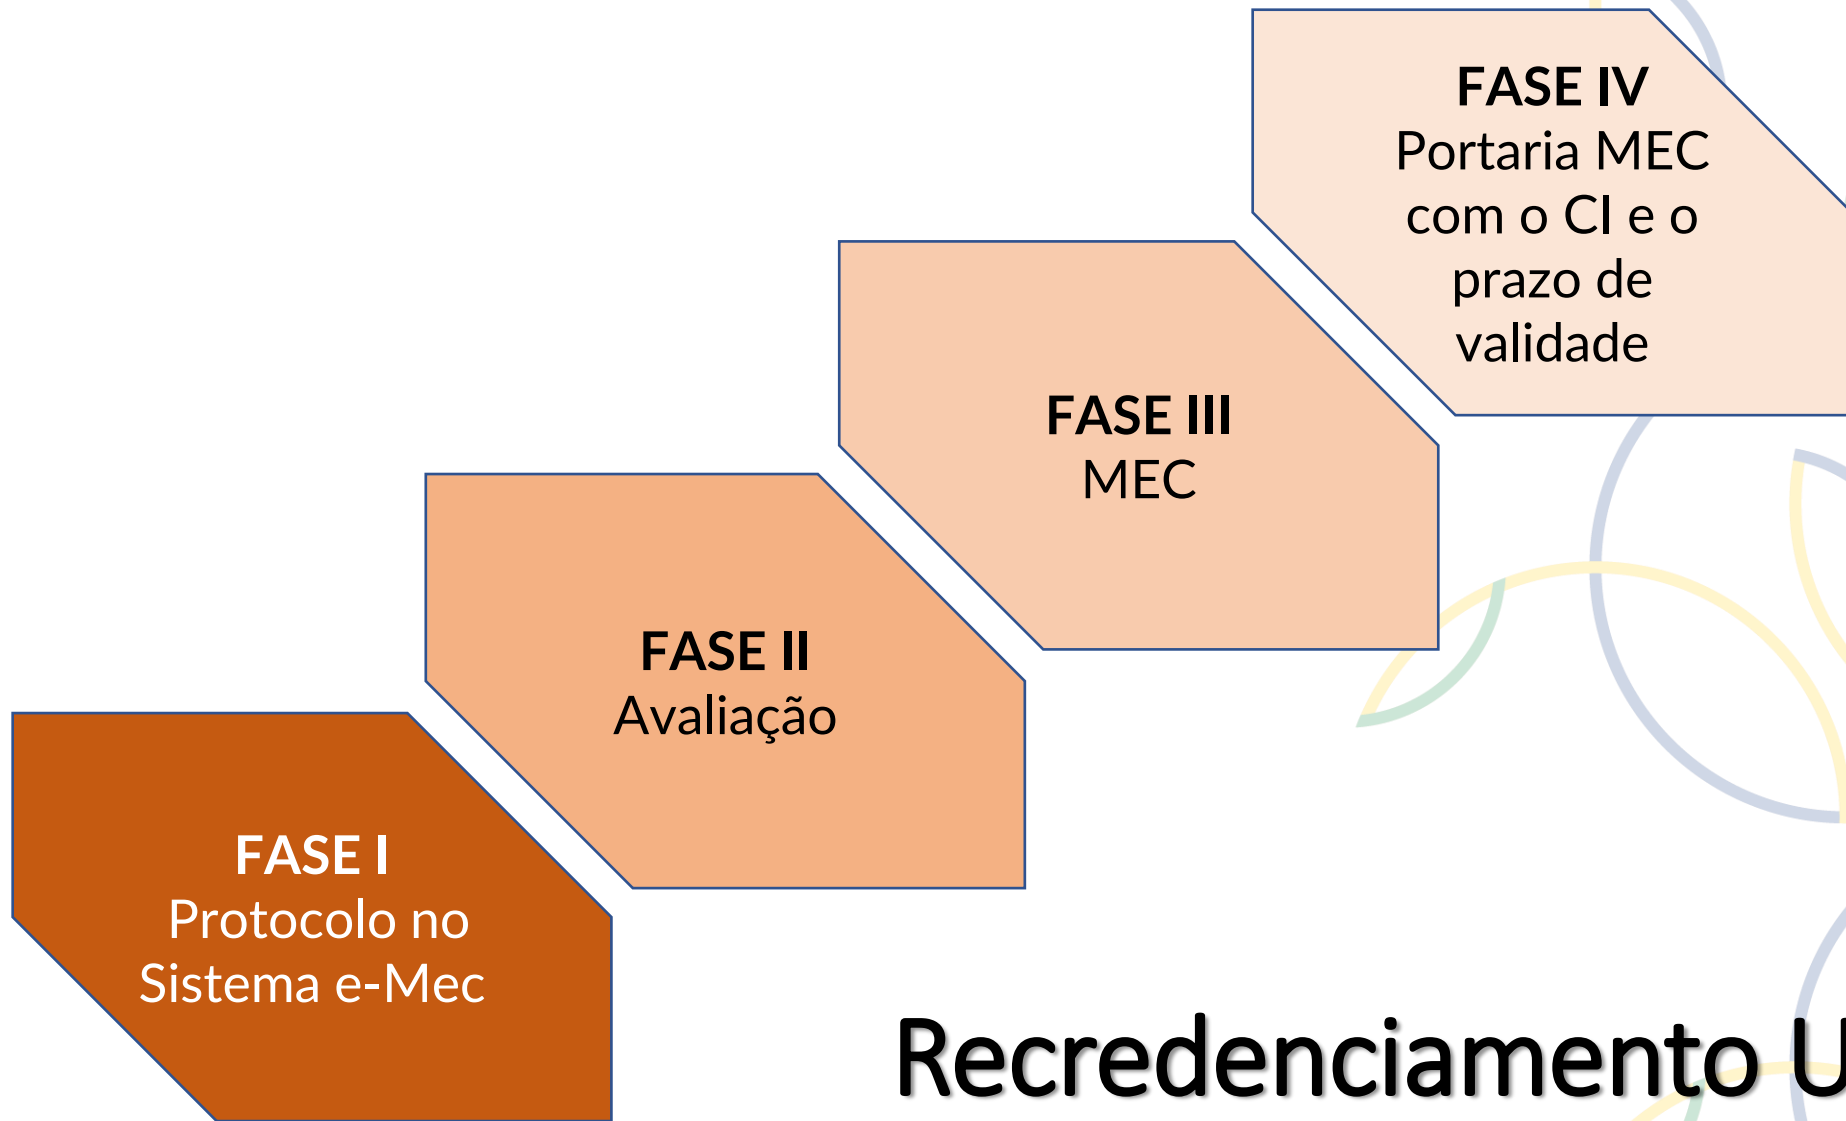 FASE IV
Portaria MEC
com o CI e o
prazo de
validade
FASE III
MEC
FASE II
Avaliação
FASE I
Protocolo no
Sistema e-Mec
Recredenciamento U